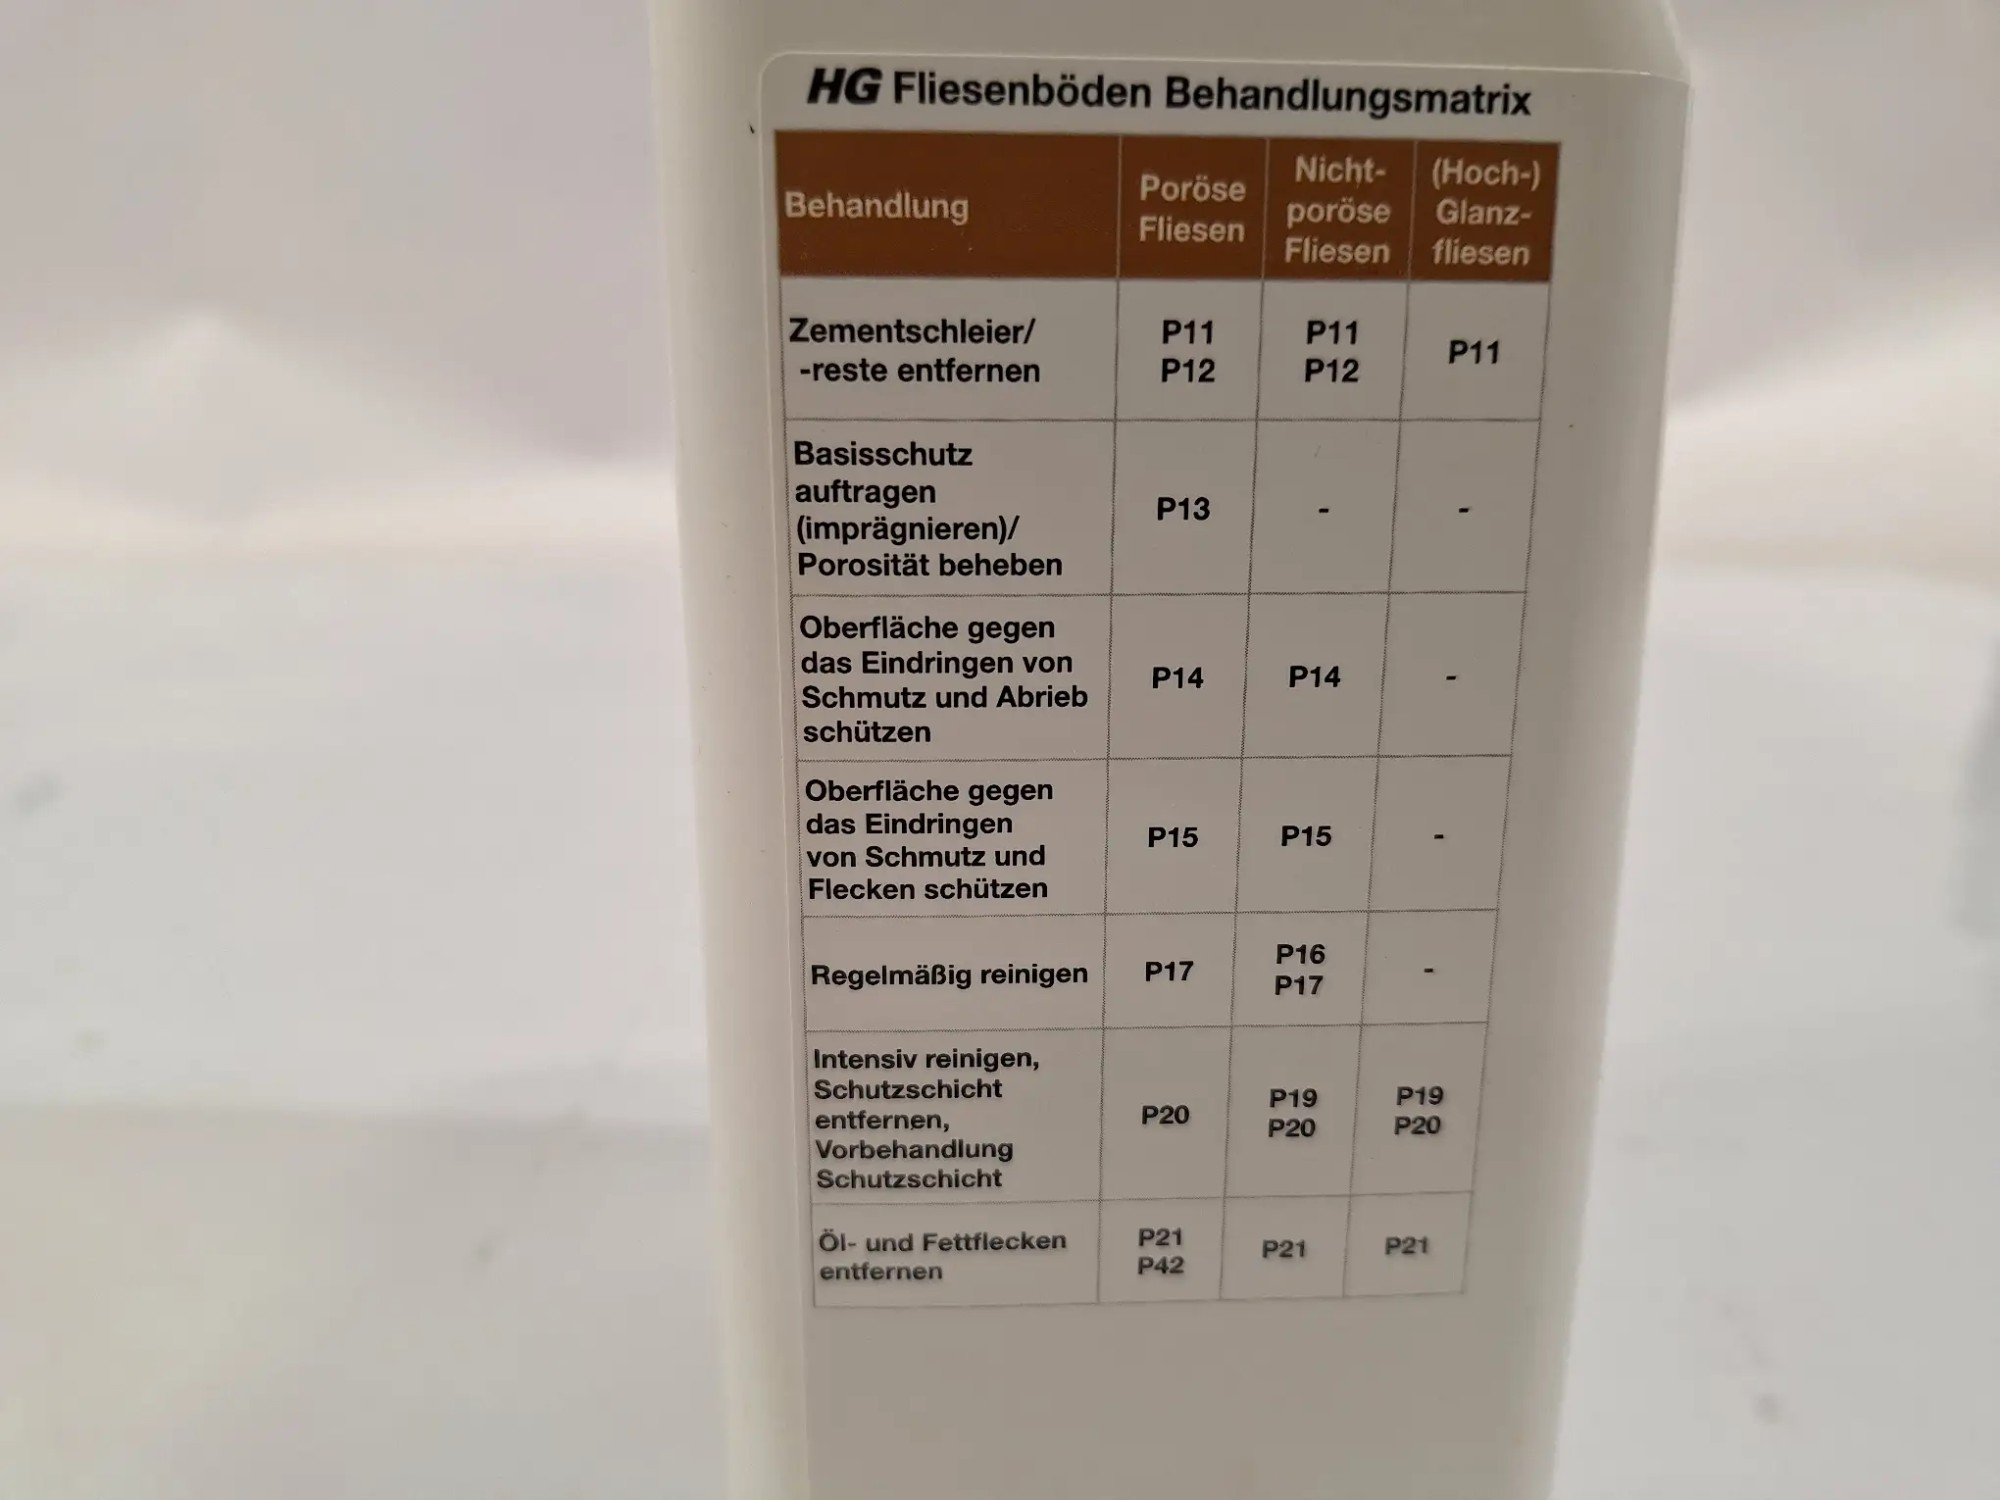 HG Fliesenböden Behandlungsmatrix
Behandlung
Poröse
Fliesen
Nicht-
poröse
Fliesen
(Hoch-)
Glanz-
fliesen
Zementschleier/
-reste entfernen
P11
P12
P11
P12
P11
Basisschutz
auftragen
(imprägnieren)/
Porosität beheben
P13
-
-
Oberfläche gegen
das Eindringen von
Schmutz und Abrieb
schützen
P14
P14
-
Oberfläche gegen
das Eindringen
von Schmutz und
Flecken schützen
P15
P15
-
Regelmäßig reinigen
P17
P16
P17
-
Intensiv reinigen,
Schutzschicht
entfernen,
Vorbehandlung
Schutzschicht
P20
P19
P20
P19
P20
Öl- und Fettflecken
entfernen
P21
P42
P21
P21